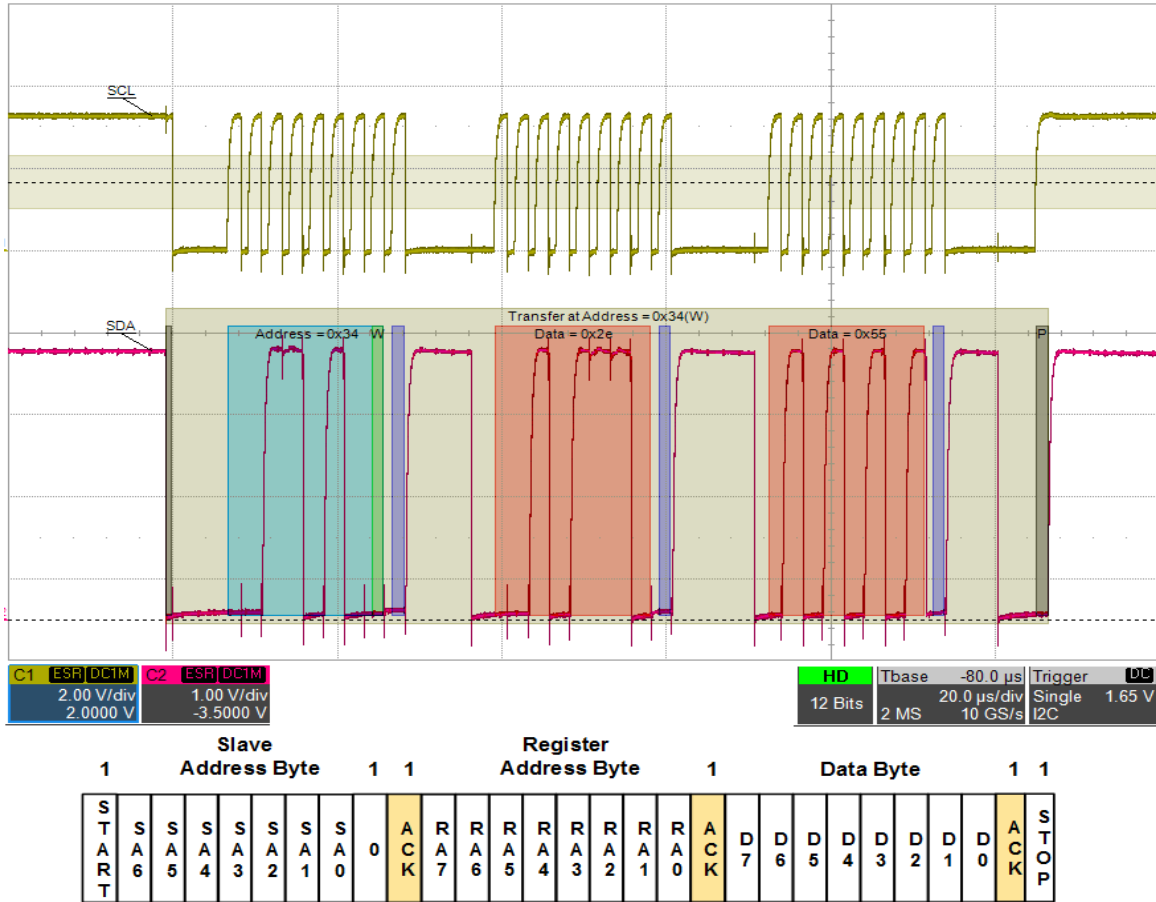 SCL
SDA
Transfer at Address = 0x34(W)
Address = 0x34 W
Data = 0x2e
Data = 0x55
P
C1 ESR DC1M
2.00 V/div
2.0000 V
C2 ESR DC1M
1.00 V/div
-3.5000 V
HD
12 Bits
Tbase -80.0 µs
20.0 µs/div
2 MS 10 GS/s
Trigger DC
Single 1.65 V
I2C
1 Slave Address Byte 1 1 Register Address Byte 1 Data Byte 1 1
START SA6 SA5 SA4 SA3 SA2 SA1 SA0 0 ACK RA7 RA6 RA5 RA4 RA3 RA2 RA1 RA0 ACK D7 D6 D5 D4 D3 D2 D1 D0 ACK STOP